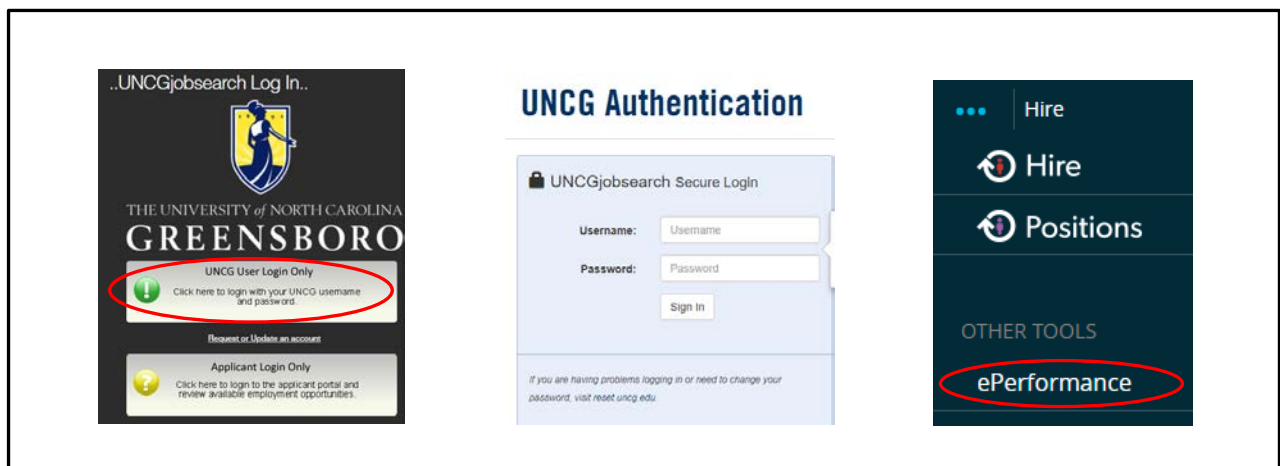 ..UNCGjobsearch Log In..
THE UNIVERSITY of NORTH CAROLINA
GREENSBORO
UNCG User Login Only
Click here to login with your UNCG username
and password.
Request or Update an account
Applicant Login Only
Click here to login to the applicant portal and
review available employment opportunities.
UNCG Authentication
UNCGjobsearch Secure Login
Username:
Username
Password:
Password
Sign In
If you are having problems logging in or need to change your
password, visit reset.uncg.edu.
Hire
Hire
Positions
OTHER TOOLS
ePerformance